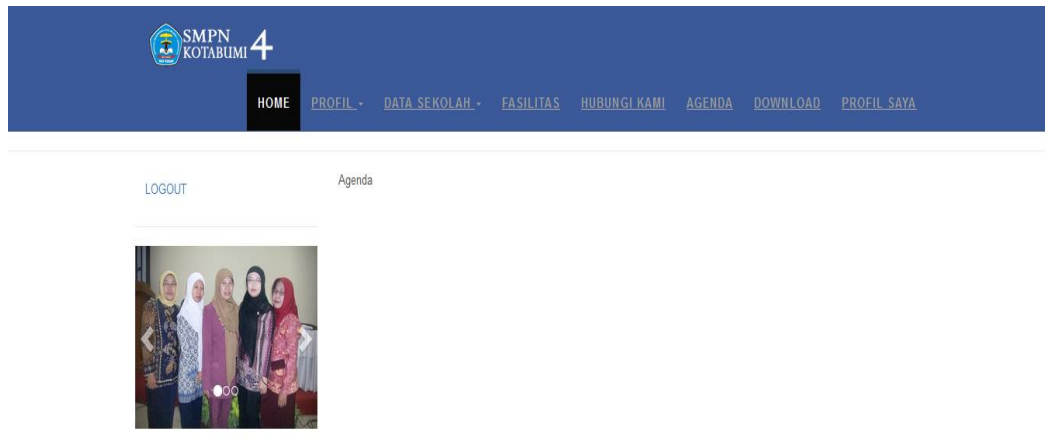 SMPN
KOTABUMI 4
HOME PROFIL DATA SEKOLAH FASILITAS HUBUNGI KAMI AGENDA DOWNLOAD PROFIL SAYA
LOGOUT
Agenda